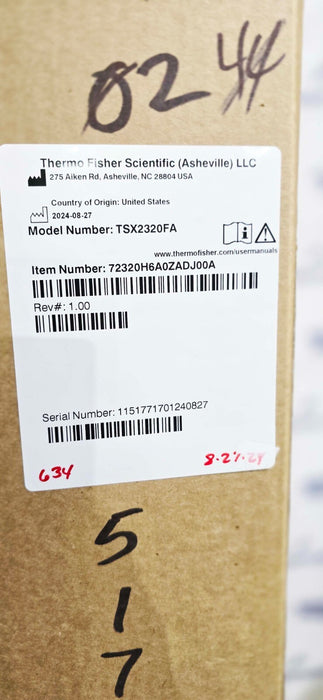 0244
Thermo Fisher Scientific (Asheville) LLC
275 Aiken Rd, Asheville, NC 28804 USA
Country of Origin: United States
2024-08-27
Model Number: TSX2320FA
www.thermofisher.com/usermanuals
Item Number: 72320H6A0ZADJ00A
Rev#: 1.00
Serial Number: 1151771701240827
634
8-27-24
5
1
7